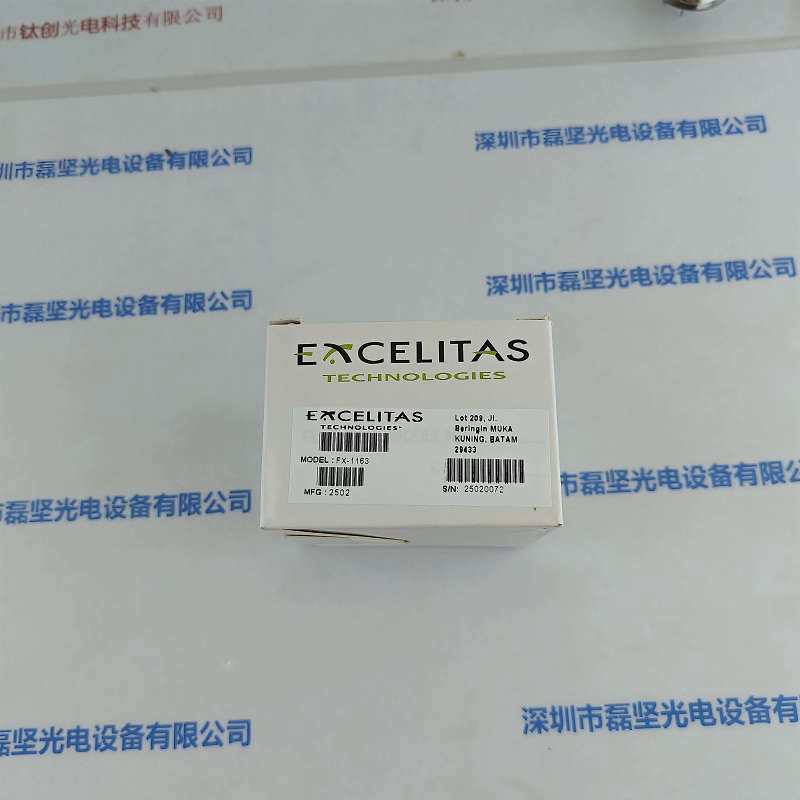 市钛创光电科技有限公司
深圳市磊坚光电设备有限公司
圳市磊坚光电设备有限公司
深圳市磊坚光电设备有限公司
市磊坚光电设备有限公司
EXCELITAS
TECHNOLOGIES
EXCELITAS
TECHNOLOGIES
Lot 209, Jl.
Beringin MUKA
KUNING, BATAM
29433
MODEL : FX-1163
MFG : 2502
S/N: 25020072
磊坚光电设备有限公司
市磊坚光电设备有限公司
深圳市磊坚光电设备有限
磊坚光电设备有限公司